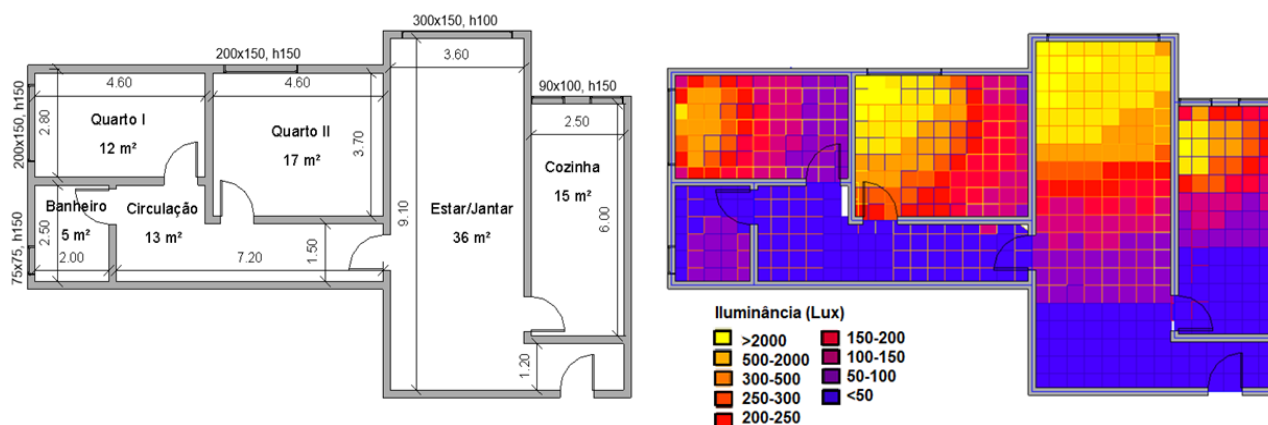 300x150, h100
3.60
200x150, h150
4.60
4.60
90x100, h150
2.50
200x150, h150
2.80
Quarto I
12 m²
Quarto II
17 m²
3.70
Cozinha
15 m²
6.00
Banheiro
5 m²
2.50
2.00
75x75, h150
Circulação
13 m²
7.20
1.50
9.10
Estar/Jantar
36 m²
1.20
Iluminância (Lux)
>2000
500-2000
300-500
250-300
200-250
150-200
100-150
50-100
<50